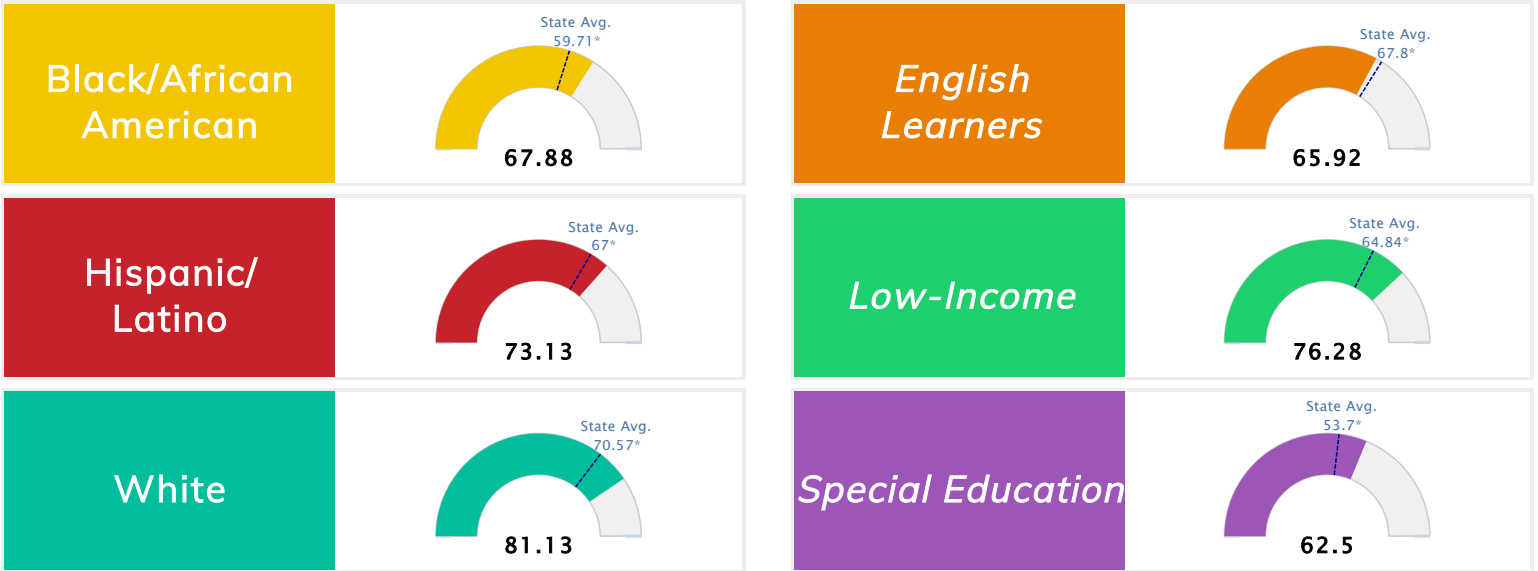 Black/African
American
State Avg.
59.71*
67.88
English
Learners
State Avg.
67.8*
65.92
Hispanic/
Latino
State Avg.
67*
73.13
Low-Income
State Avg.
64.84*
76.28
White
State Avg.
70.57*
81.13
Special Education
State Avg.
53.7*
62.5